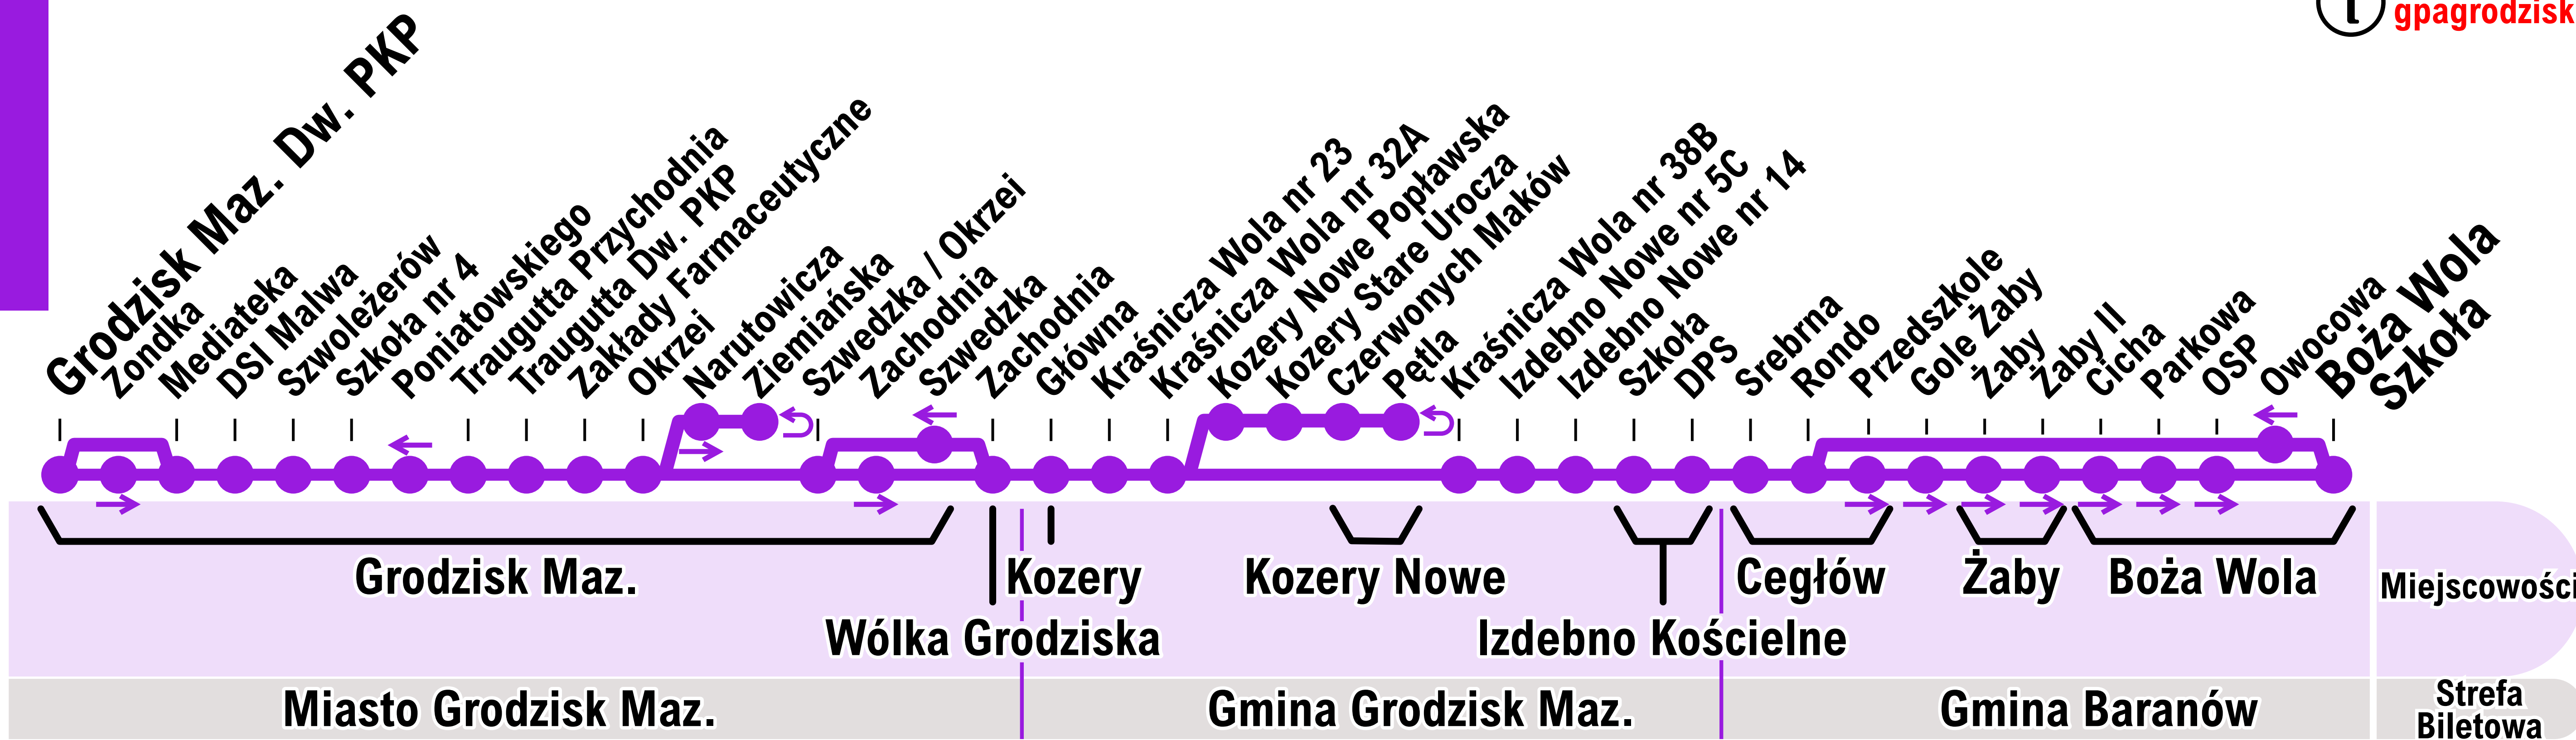 gpagrodzisk
Grodzisk Maz. Dw. PKP
Zondka
Mediateka
DSI Malwa
Szwoleżerów
Szkoła nr 4
Poniatowskiego
Traugutta Przychodnia
Traugutta Dw. PKP
Zakłady Farmaceutyczne
Okrzei
Narutowicza
Ziemiańska
Szwedzka / Okrzei
Zachodnia
Szwedzka
Zachodnia
Główna
Kraśnicza Wola nr 23
Kraśnicza Wola nr 32A
Kozery Nowe Popławska
Kozery Stare Urocza
Czerwonych Maków
Pętla
Kraśnicza Wola nr 38B
Izdebno Nowe nr 5C
Izdebno Nowe nr 14
Szkoła
DPS
Srebrna
Rondo
Przedszkole
Gole Żaby
Żaby
Żaby II
Cicha
Parkowa
OSP
Owocowa
Boża Wola
Szkoła
Grodzisk Maz.
Kozery
Kozery Nowe
Cegłów
Żaby
Boża Wola
Miejscowości
Wólka Grodziska
Izdebno Kościelne
Miasto Grodzisk Maz.
Gmina Grodzisk Maz.
Gmina Baranów
Strefa
Biletowa